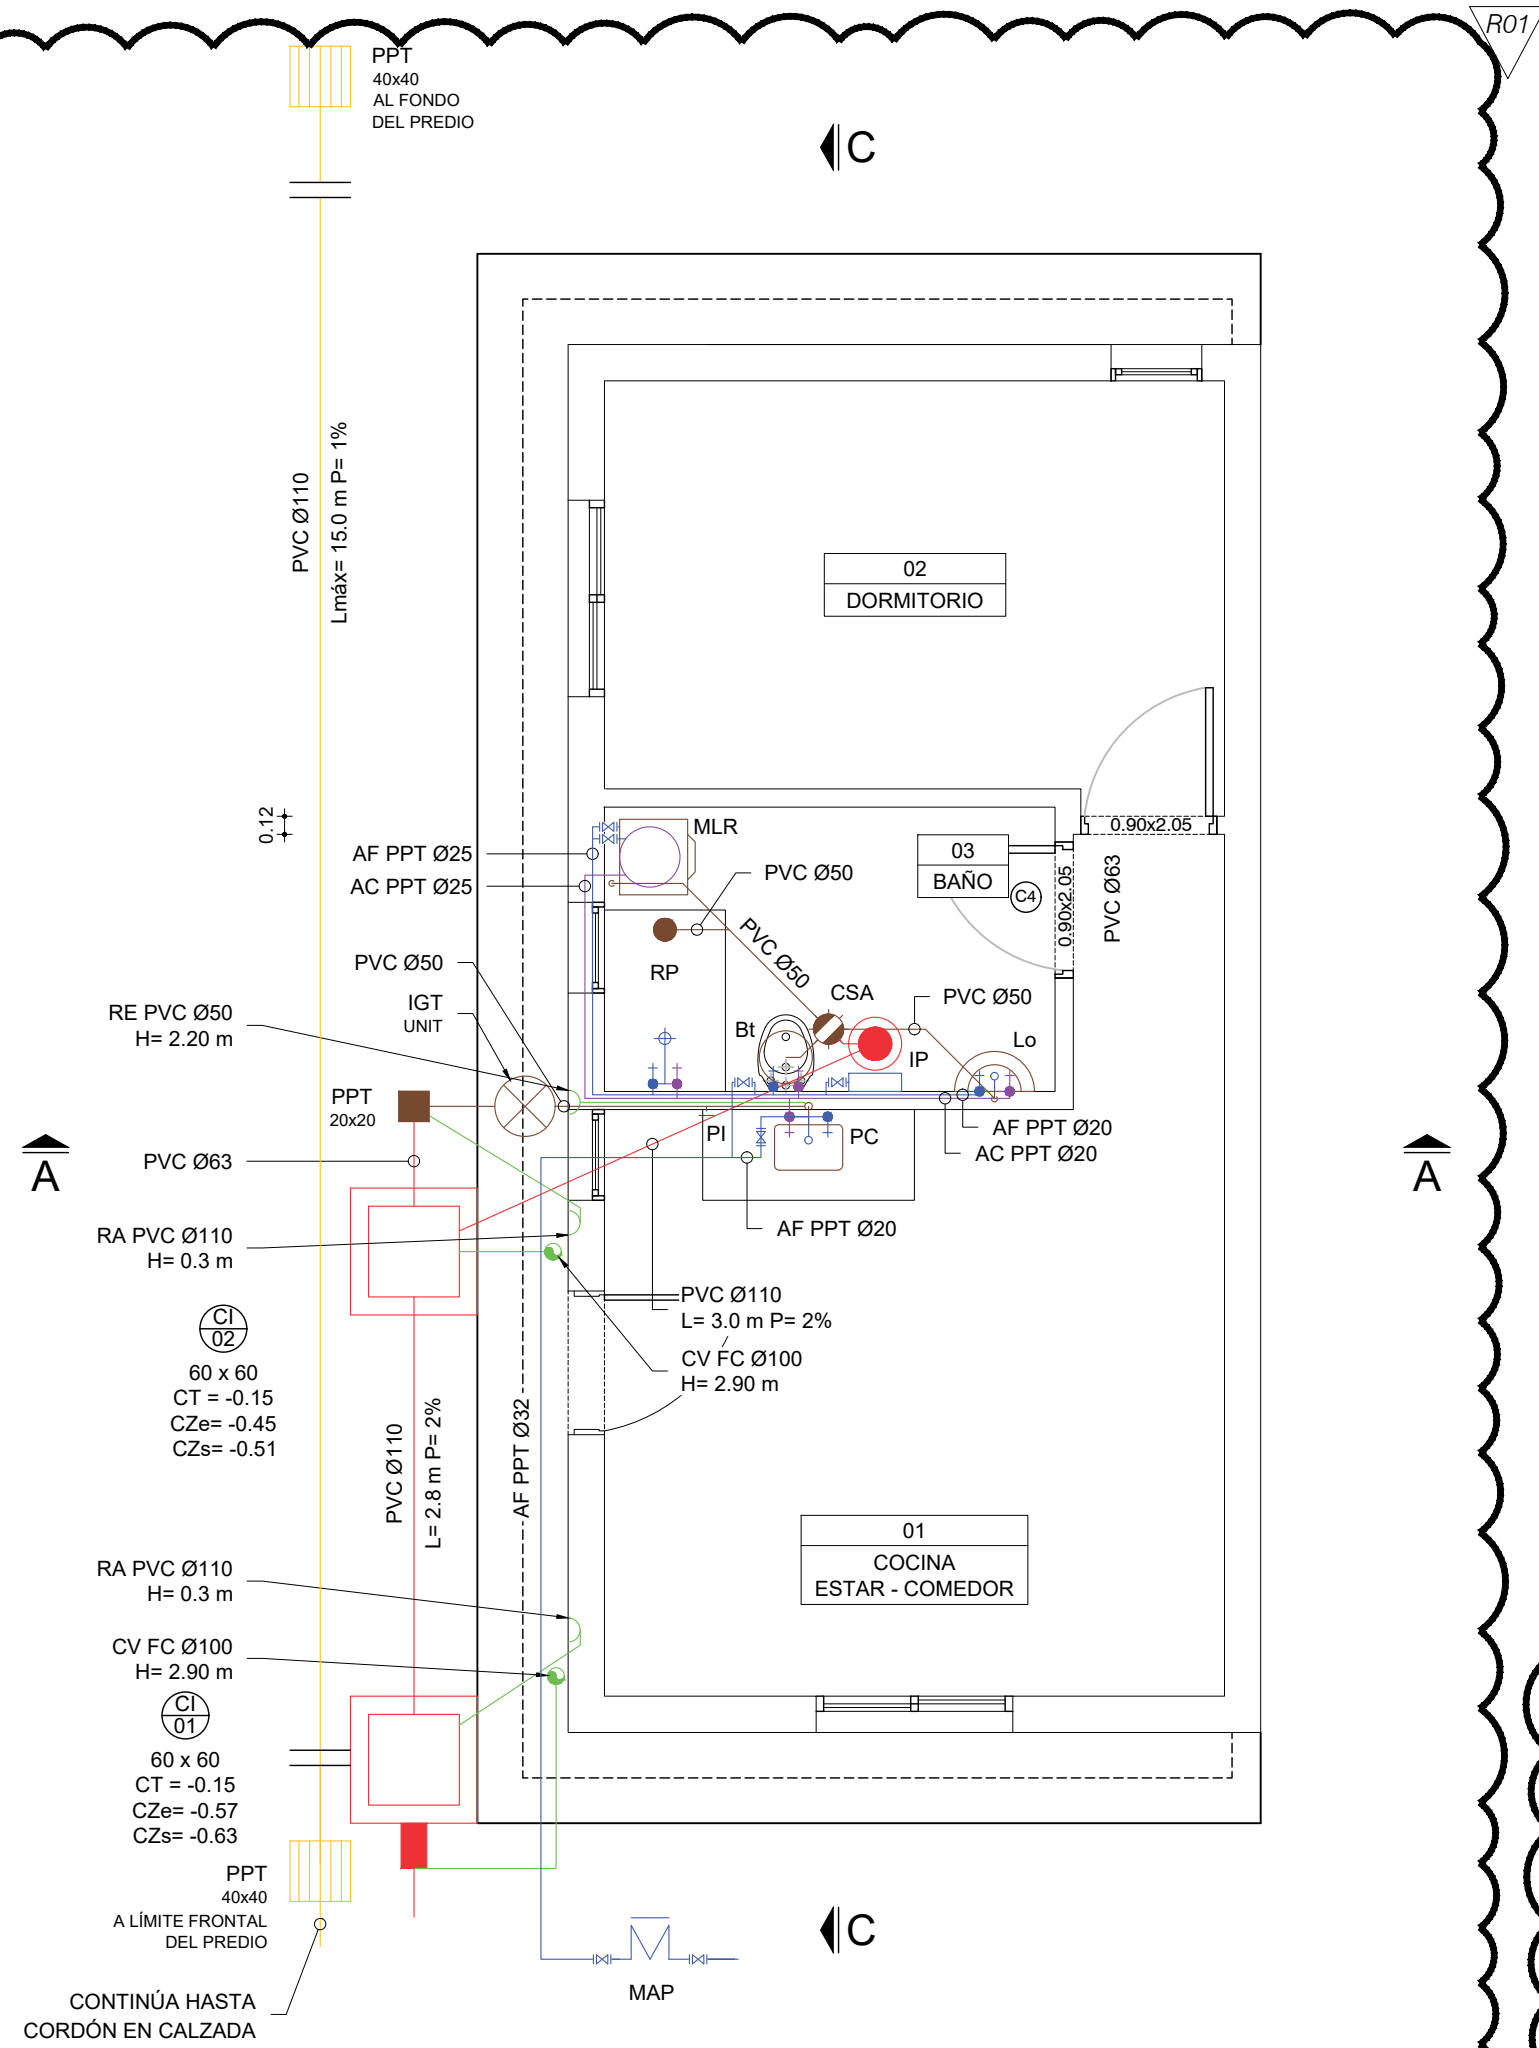 R01
PPT
40x40
AL FONDO
DEL PREDIO
C
PVC Ø110
Lmáx= 15.0 m P= 1%
02
DORMITORIO
0.12
MLR
AF PPT Ø25
AC PPT Ø25
PVC Ø50
03
BAÑO
C4
0.90x2.05
0.90x2.05
PVC Ø63
PVC Ø50
PVC Ø50
RP
CSA
PVC Ø50
IGT
UNIT
RE PVC Ø50
H= 2.20 m
Bt
IP
Lo
PPT
20x20
PI
PC
AF PPT Ø20
AC PPT Ø20
A
A
PVC Ø63
AF PPT Ø20
RA PVC Ø110
H= 0.3 m
PVC Ø110
L= 3.0 m P= 2%
CV FC Ø100
H= 2.90 m
CI
02
60 x 60
CT = -0.15
CZe= -0.45
CZs= -0.51
PVC Ø110
L= 2.8 m P= 2%
AF PPT Ø32
01
COCINA
ESTAR - COMEDOR
RA PVC Ø110
H= 0.3 m
CV FC Ø100
H= 2.90 m
CI
01
60 x 60
CT = -0.15
CZe= -0.57
CZs= -0.63
PPT
40x40
A LÍMITE FRONTAL
DEL PREDIO
C
MAP
CONTINÚA HASTA
CORDÓN EN CALZADA